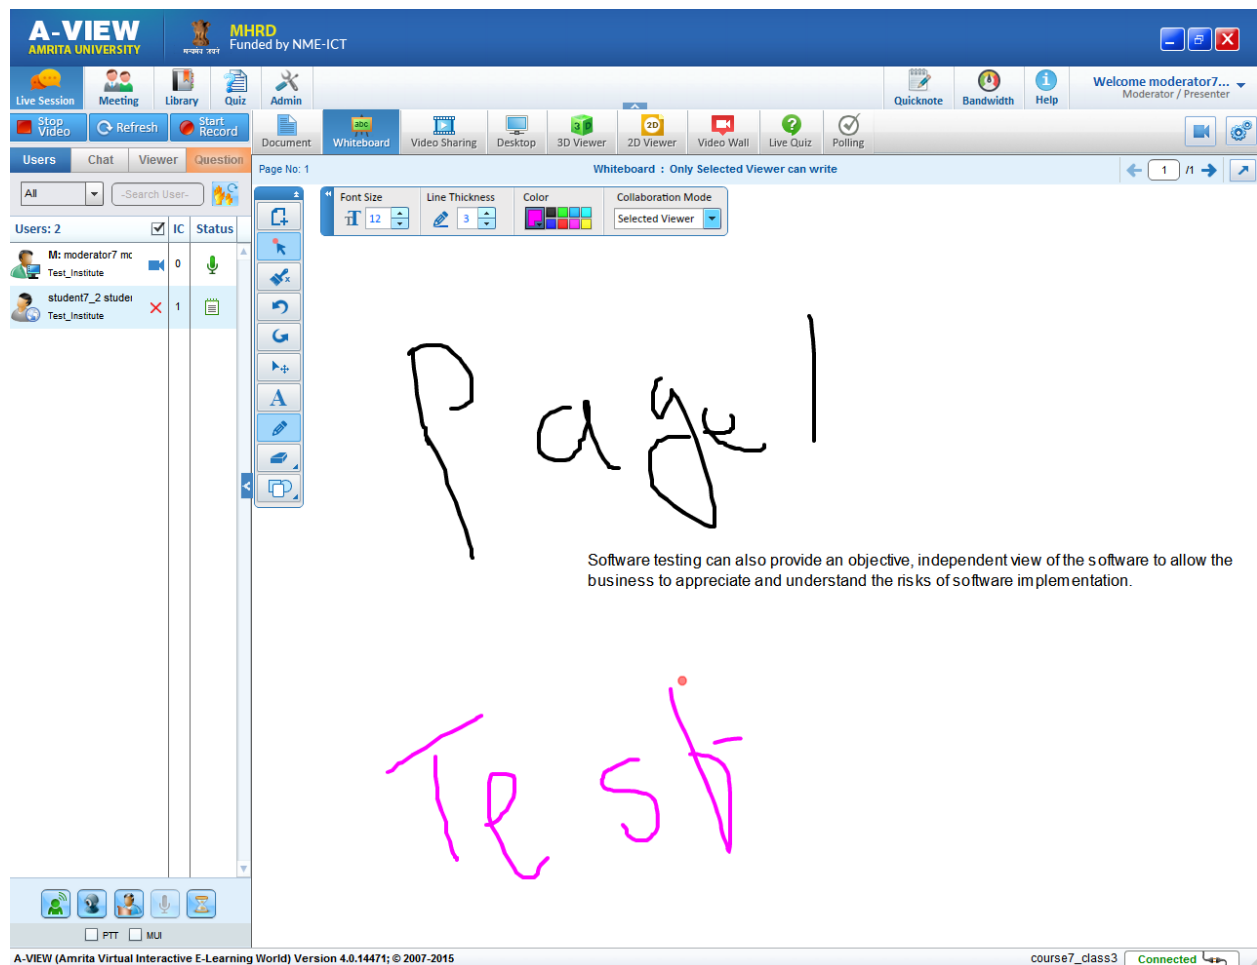 A-VIEW
AMRITA UNIVERSITY
सत्यमेव जयते
MHRD
Funded by NME-ICT
Live Session
Meeting
Library
Quiz
Admin
Quicknote
Bandwidth
Help
Welcome moderator7...
Moderator / Presenter
Stop Video
Refresh
Start Record
Document
Whiteboard
Video Sharing
Desktop
3D Viewer
2D Viewer
Video Wall
Live Quiz
Polling
Users
Chat
Viewer
Question
Page No: 1
Whiteboard : Only Selected Viewer can write
1 /1
All
-Search User-
Font Size
12
Line Thickness
3
Color
Collaboration Mode
Selected Viewer
Users: 2
IC
Status
M: moderator7 mc
Test_Institute
0
student7_2 studer
Test_Institute
1
Page 1
Software testing can also provide an objective, independent view of the software to allow the
business to appreciate and understand the risks of software implementation.
Test
PTT
MUI
A-VIEW (Amrita Virtual Interactive E-Learning World) Version 4.0.14471; © 2007-2015
course7_class3
Connected